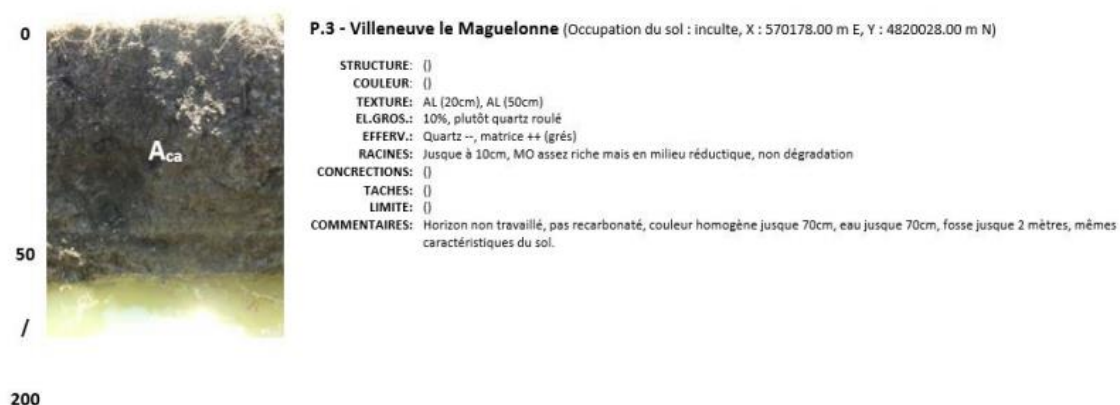 0
P.3 - Villeneuve le Maguelonne (Occupation du sol : inculte, X : 570178.00 m E, Y : 4820028.00 m N)
STRUCTURE: ()
COULEUR: ()
TEXTURE: AL (20cm), AL (50cm)
EL.GROS.: 10%, plutôt quartz roulé
EFFERV.: Quartz --, matrice ++ (grés)
RACINES: Jusque à 10cm, MO assez riche mais en milieu réductique, non dégradation
CONCRECTIONS: ()
TACHES: ()
LIMITE: ()
COMMENTAIRES: Horizon non travaillé, pas recarbonaté, couleur homogène jusque 70cm, eau jusque 70cm, fosse jusque 2 mètres, mêmes
caractéristiques du sol.
Aca
50
/
200